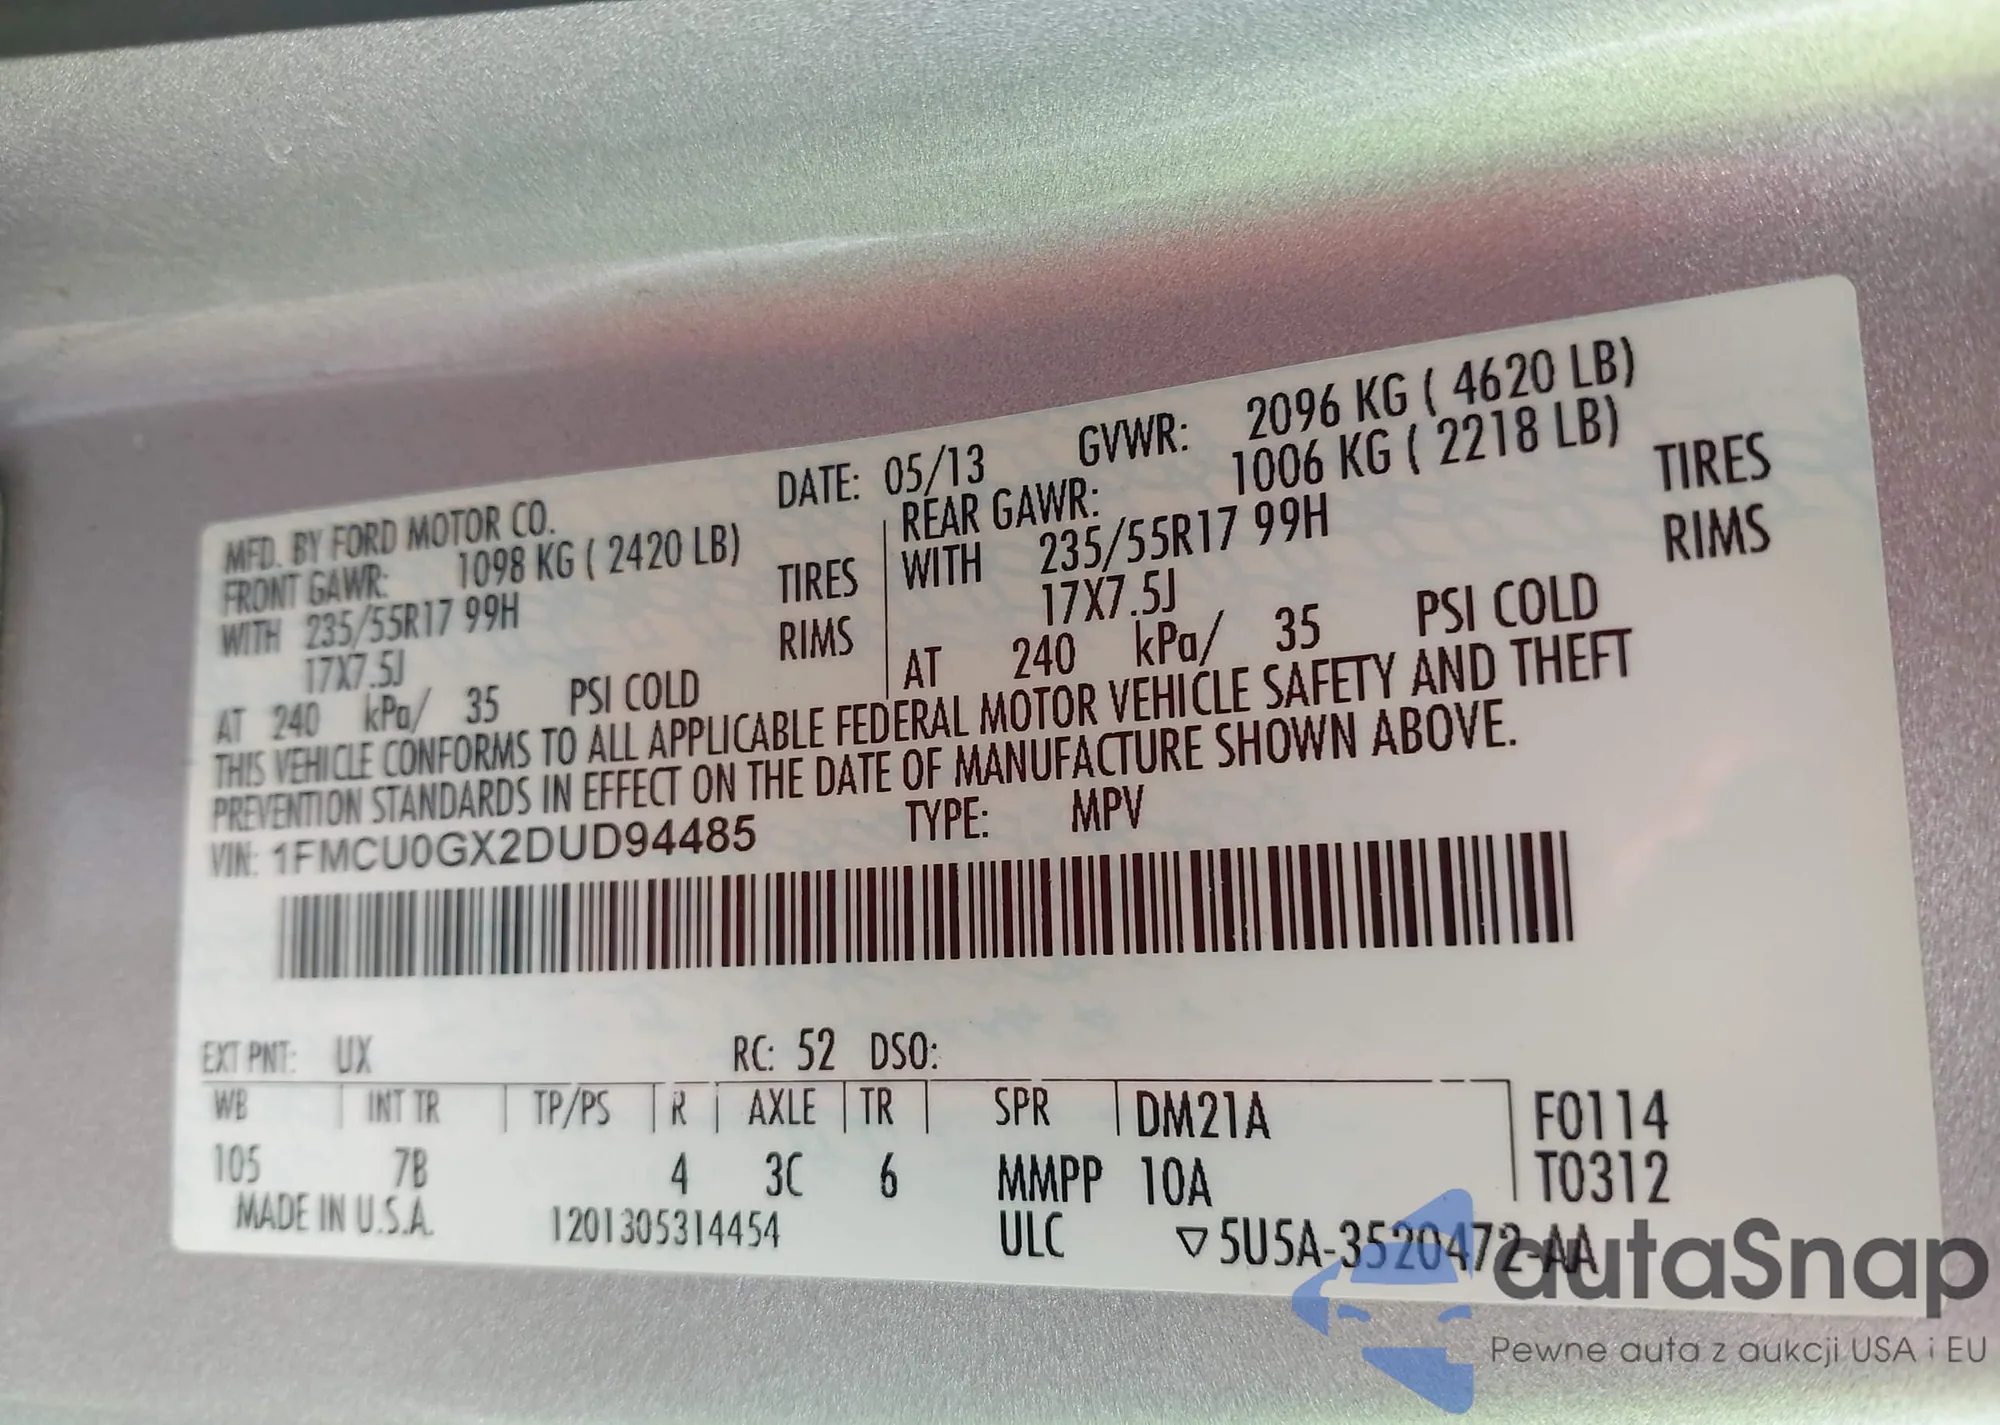 MFD. BY FORD MOTOR CO.
DATE: 05/13 GVWR: 2096 KG ( 4620 LB)
FRONT GAWR: 1098 KG ( 2420 LB)
WITH 235/55R17 99H TIRES
17X7.5J RIMS
AT 240 kPa/ 35 PSI COLD
REAR GAWR: 1006 KG ( 2218 LB)
WITH 235/55R17 99H TIRES
17X7.5J RIMS
AT 240 kPa/ 35 PSI COLD
THIS VEHICLE CONFORMS TO ALL APPLICABLE FEDERAL MOTOR VEHICLE SAFETY AND THEFT
PREVENTION STANDARDS IN EFFECT ON THE DATE OF MANUFACTURE SHOWN ABOVE.
VIN: 1FMCU0GX2DUD94485 TYPE: MPV
EXT PNT: UX RC: 52 DSO:
WB INT TR TP/PS R AXLE TR SPR DM21A F0114
105 7B 4 3C 6 MMPP 10A T0312
MADE IN U.S.A. 1201305314454 ULC ▽5U5A-3520472-AA
autaSnap
Pewne auta z aukcji USA i EU